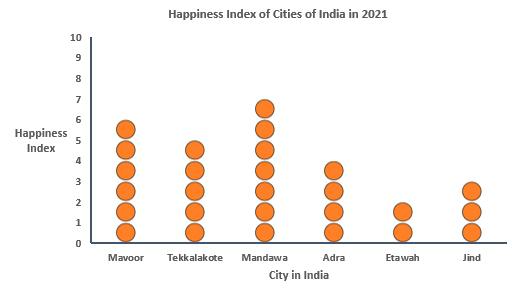 Happiness Index of Cities of India in 2021
10
9
8
7
6
5
4
3
2
1
0
Happiness
Index
Mavoor Tekkalakote Mandawa Adra Etawah Jind
City in India